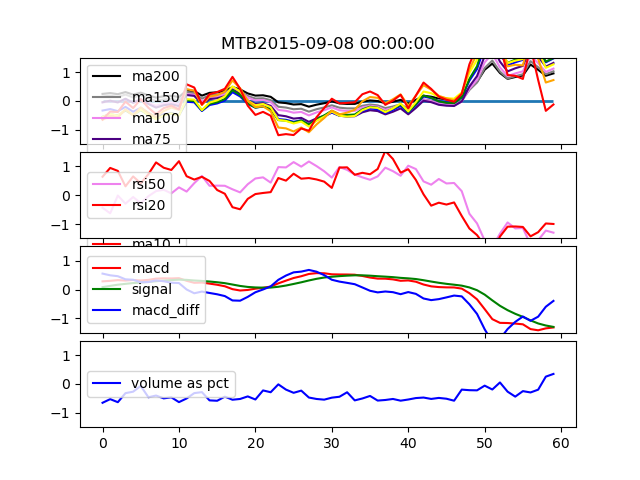 MTB2015-09-08 00:00:00
1
0
−1
ma200
ma150
ma100
ma75
1
0
−1
rsi50
rsi20
ma10
1
0
−1
macd
signal
macd_diff
1
0
−1
volume as pct
0 10 20 30 40 50 60